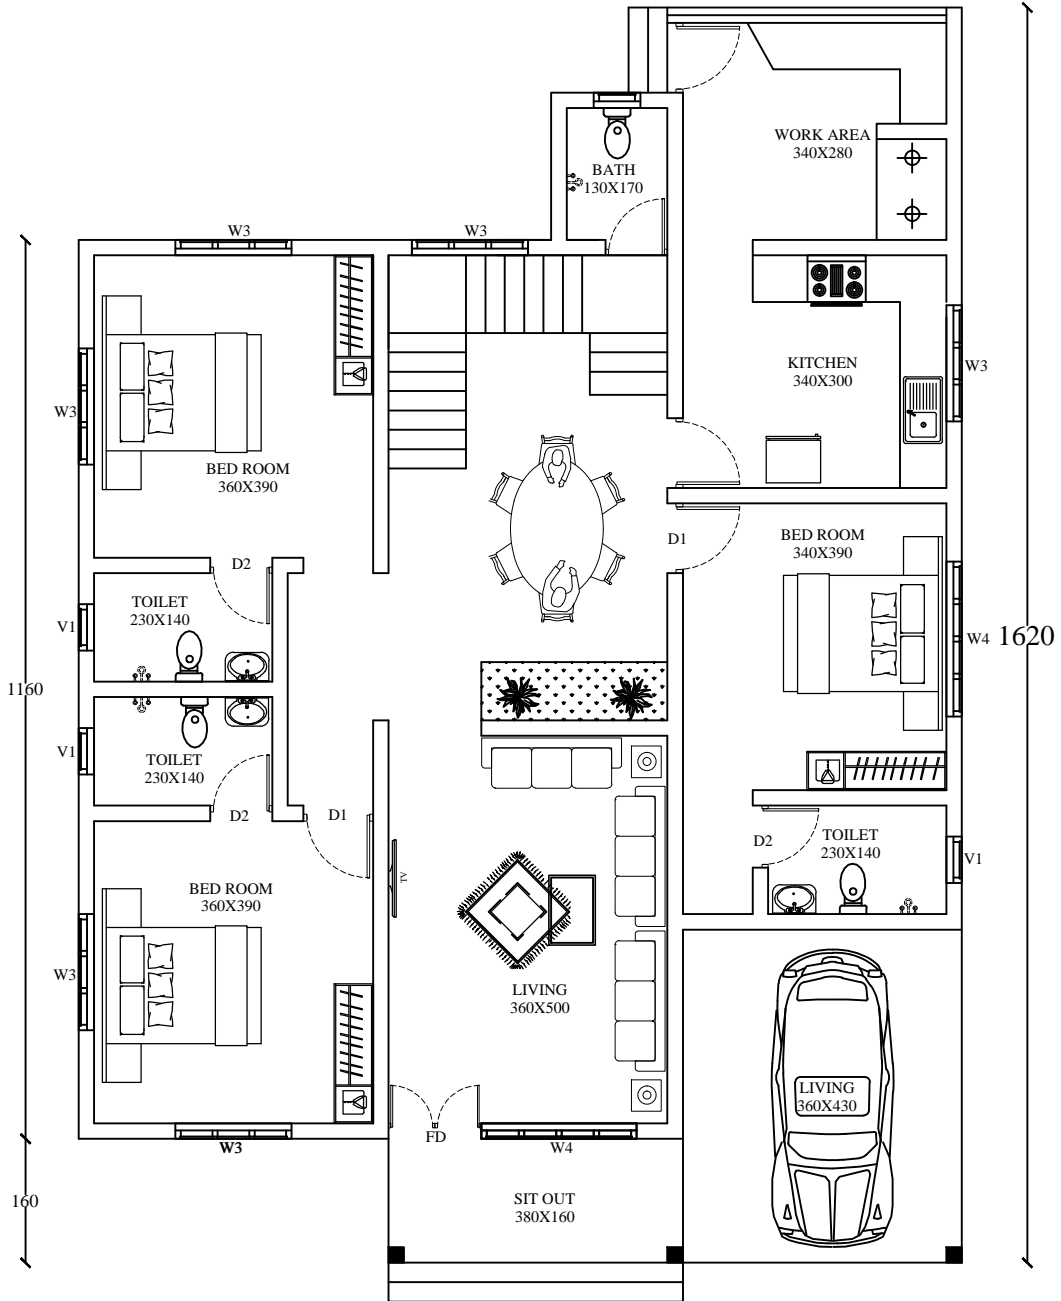 WORK AREA
340X280
BATH
130X170
W3
W3
KITCHEN
340X300
W3
W3
BED ROOM
360X390
D1
BED ROOM
340X390
D2
TOILET
230X140
V1
W4
1620
1160
V1
TOILET
230X140
D2
D1
D2
TOILET
230X140
V1
TV
BED ROOM
360X390
W3
LIVING
360X500
LIVING
360X430
FD
W3
W4
SIT OUT
380X160
160